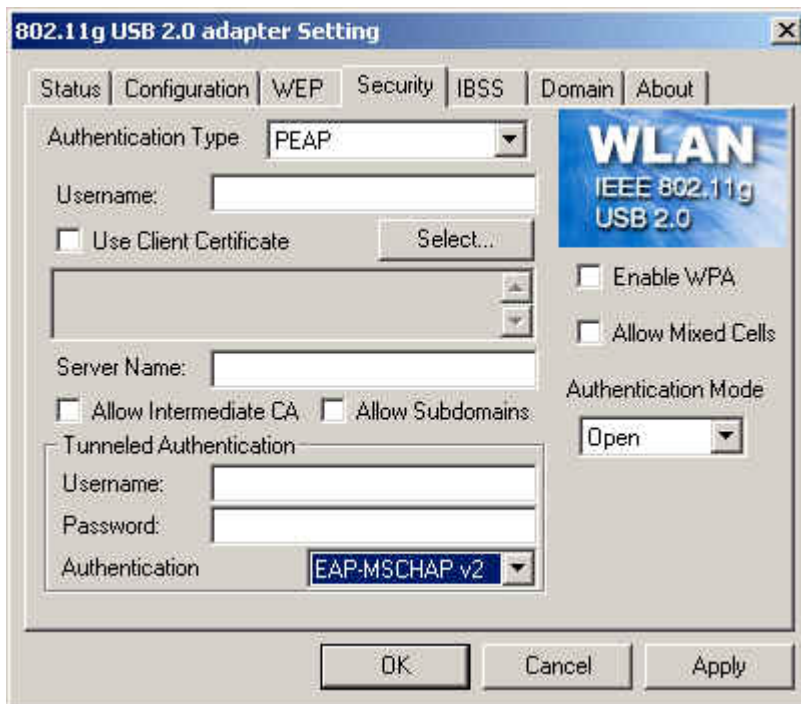 802.11g USB 2.0 adapter Setting
Status Configuration WEP Security IBSS Domain About
Authentication Type PEAP
WLAN
IEEE 802.11g
USB 2.0
Username:
Use Client Certificate Select...
Enable WPA
Allow Mixed Cells
Server Name:
Allow Intermediate CA Allow Subdomains
Authentication Mode
Open
Tunneled Authentication
Username:
Password:
Authentication EAP-MSCHAP v2
OK Cancel Apply